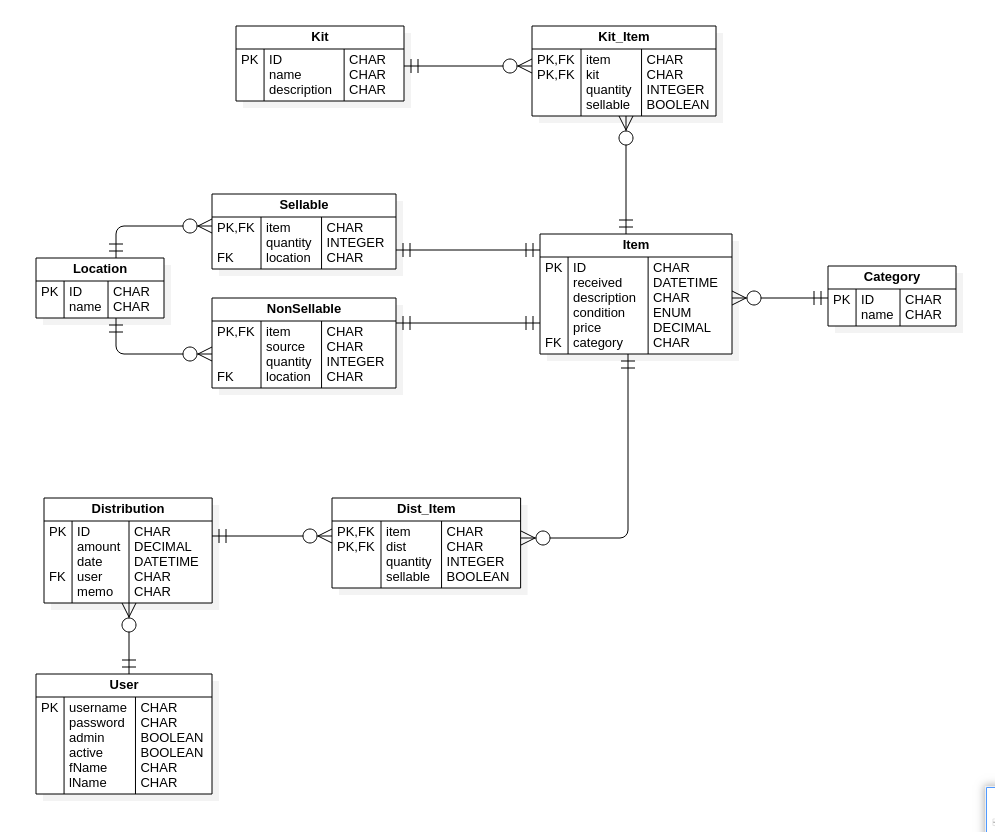 Kit
PK ID CHAR
name CHAR
description CHAR
Kit_Item
PK,FK item CHAR
PK,FK kit CHAR
quantity INTEGER
sellable BOOLEAN
Sellable
PK,FK item CHAR
quantity INTEGER
FK location CHAR
Location
PK ID CHAR
name CHAR
NonSellable
PK,FK item CHAR
source CHAR
quantity INTEGER
FK location CHAR
Item
PK ID CHAR
received DATETIME
description CHAR
condition ENUM
price DECIMAL
FK category CHAR
Category
PK ID CHAR
name CHAR
Distribution
PK ID CHAR
amount DECIMAL
date DATETIME
FK user CHAR
memo CHAR
Dist_Item
PK,FK item CHAR
PK,FK dist CHAR
quantity INTEGER
sellable BOOLEAN
User
PK username CHAR
password CHAR
admin BOOLEAN
active BOOLEAN
fName CHAR
lName CHAR